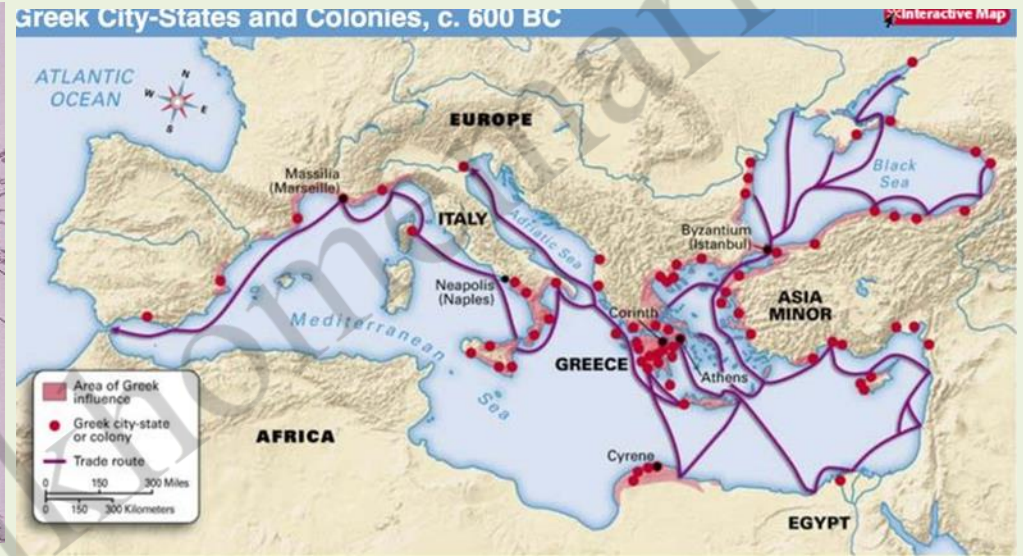 Greek City-States and Colonies, c. 600 BC
Interactive Map
ATLANTIC
OCEAN
N
W
E
S
EUROPE
Massilia
(Marseille)
ITALY
Adriatic Sea
Black
Sea
Byzantium
(Istanbul)
Neapolis
(Naples)
ASIA
MINOR
Mediterranean
Sea
Corinth
GREECE
Athens
Area of Greek
influence
Greek city-state
or colony
Trade route
0 150 300 Miles
0 150 300 Kilometers
AFRICA
Cyrene
EGYPT